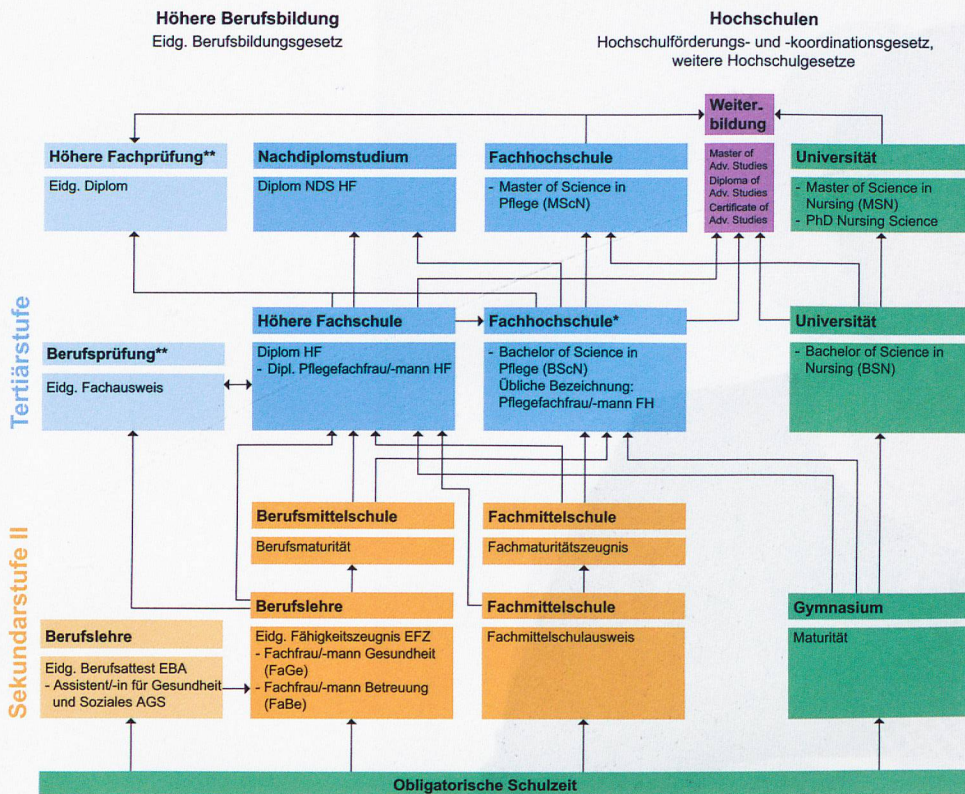 Höhere Berufsbildung
Eidg. Berufsbildungsgesetz
Hochschulen
Hochschulförderungs- und -koordinationsgesetz,
weitere Hochschulgesetze
Weiter-
bildung
Master of
Adv. Studies
Diploma of
Adv. Studies
Certificate of
Adv. Studies
Höhere Fachprüfung**
Eidg. Diplom
Nachdiplomstudium
Diplom NDS HF
Fachhochschule
- Master of Science in
Pflege (MScN)
Universität
- Master of Science in
Nursing (MSN)
- PhD Nursing Science
Tertiärstufe
Berufsprüfung**
Eidg. Fachausweis
Höhere Fachschule
Diplom HF
- Dipl. Pflegefachfrau/-mann HF
Fachhochschule*
- Bachelor of Science in
Pflege (BScN)
Übliche Bezeichnung:
Pflegefachfrau/-mann FH
Universität
- Bachelor of Science in
Nursing (BSN)
Sekundarstufe II
Berufsmittelschule
Berufsmaturität
Fachmittelschule
Fachmaturitätszeugnis
Berufslehre
Eidg. Berufsattest EBA
- Assistent/-in für Gesundheit
und Soziales AGS
Berufslehre
Eidg. Fähigkeitszeugnis EFZ
- Fachfrau/-mann Gesundheit
(FaGe)
- Fachfrau/-mann Betreuung
(FaBe)
Fachmittelschule
Fachmittelschulausweis
Gymnasium
Maturität
Obligatorische Schulzeit